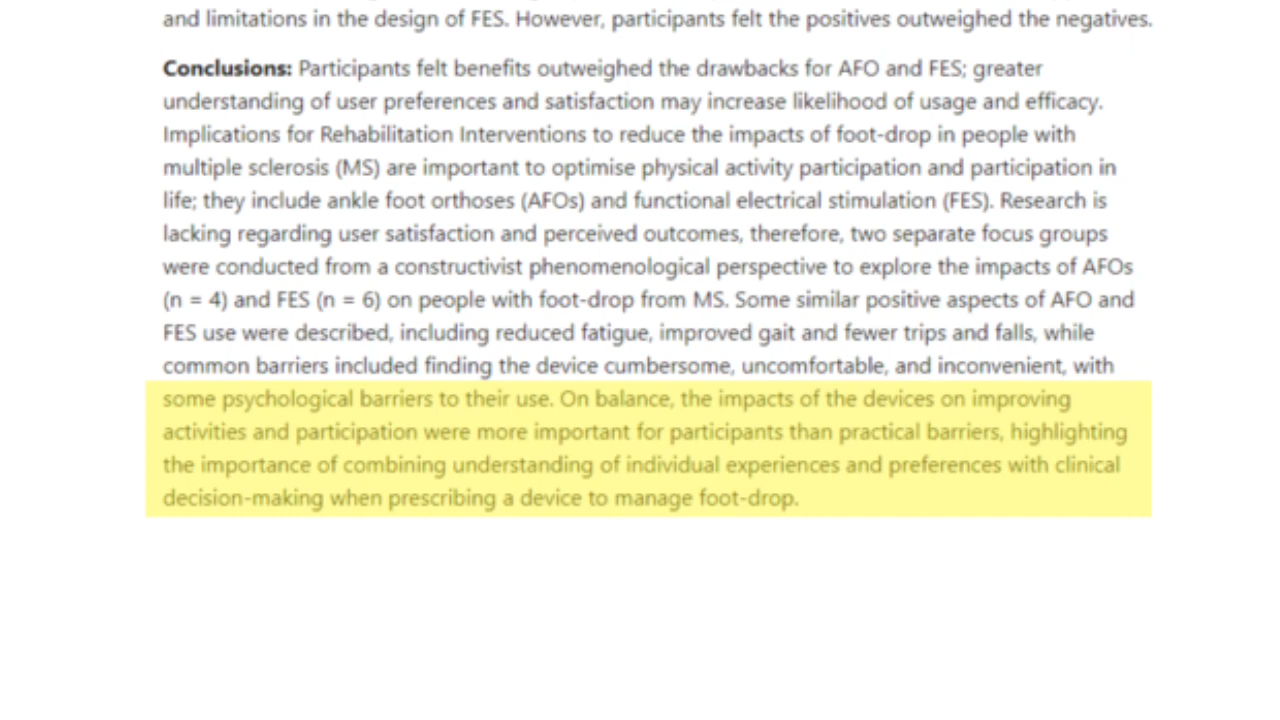 and limitations in the design of FES. However, participants felt the positives outweighed the negatives.
Conclusions: Participants felt benefits outweighed the drawbacks for AFO and FES; greater
understanding of user preferences and satisfaction may increase likelihood of usage and efficacy.
Implications for Rehabilitation Interventions to reduce the impacts of foot-drop in people with
multiple sclerosis (MS) are important to optimise physical activity participation and participation in
life; they include ankle foot orthoses (AFOs) and functional electrical stimulation (FES). Research is
lacking regarding user satisfaction and perceived outcomes, therefore, two separate focus groups
were conducted from a constructivist phenomenological perspective to explore the impacts of AFOs
(n = 4) and FES (n = 6) on people with foot-drop from MS. Some similar positive aspects of AFO and
FES use were described, including reduced fatigue, improved gait and fewer trips and falls, while
common barriers included finding the device cumbersome, uncomfortable, and inconvenient, with
some psychological barriers to their use. On balance, the impacts of the devices on improving
activities and participation were more important for participants than practical barriers, highlighting
the importance of combining understanding of individual experiences and preferences with clinical
decision-making when prescribing a device to manage foot-drop.